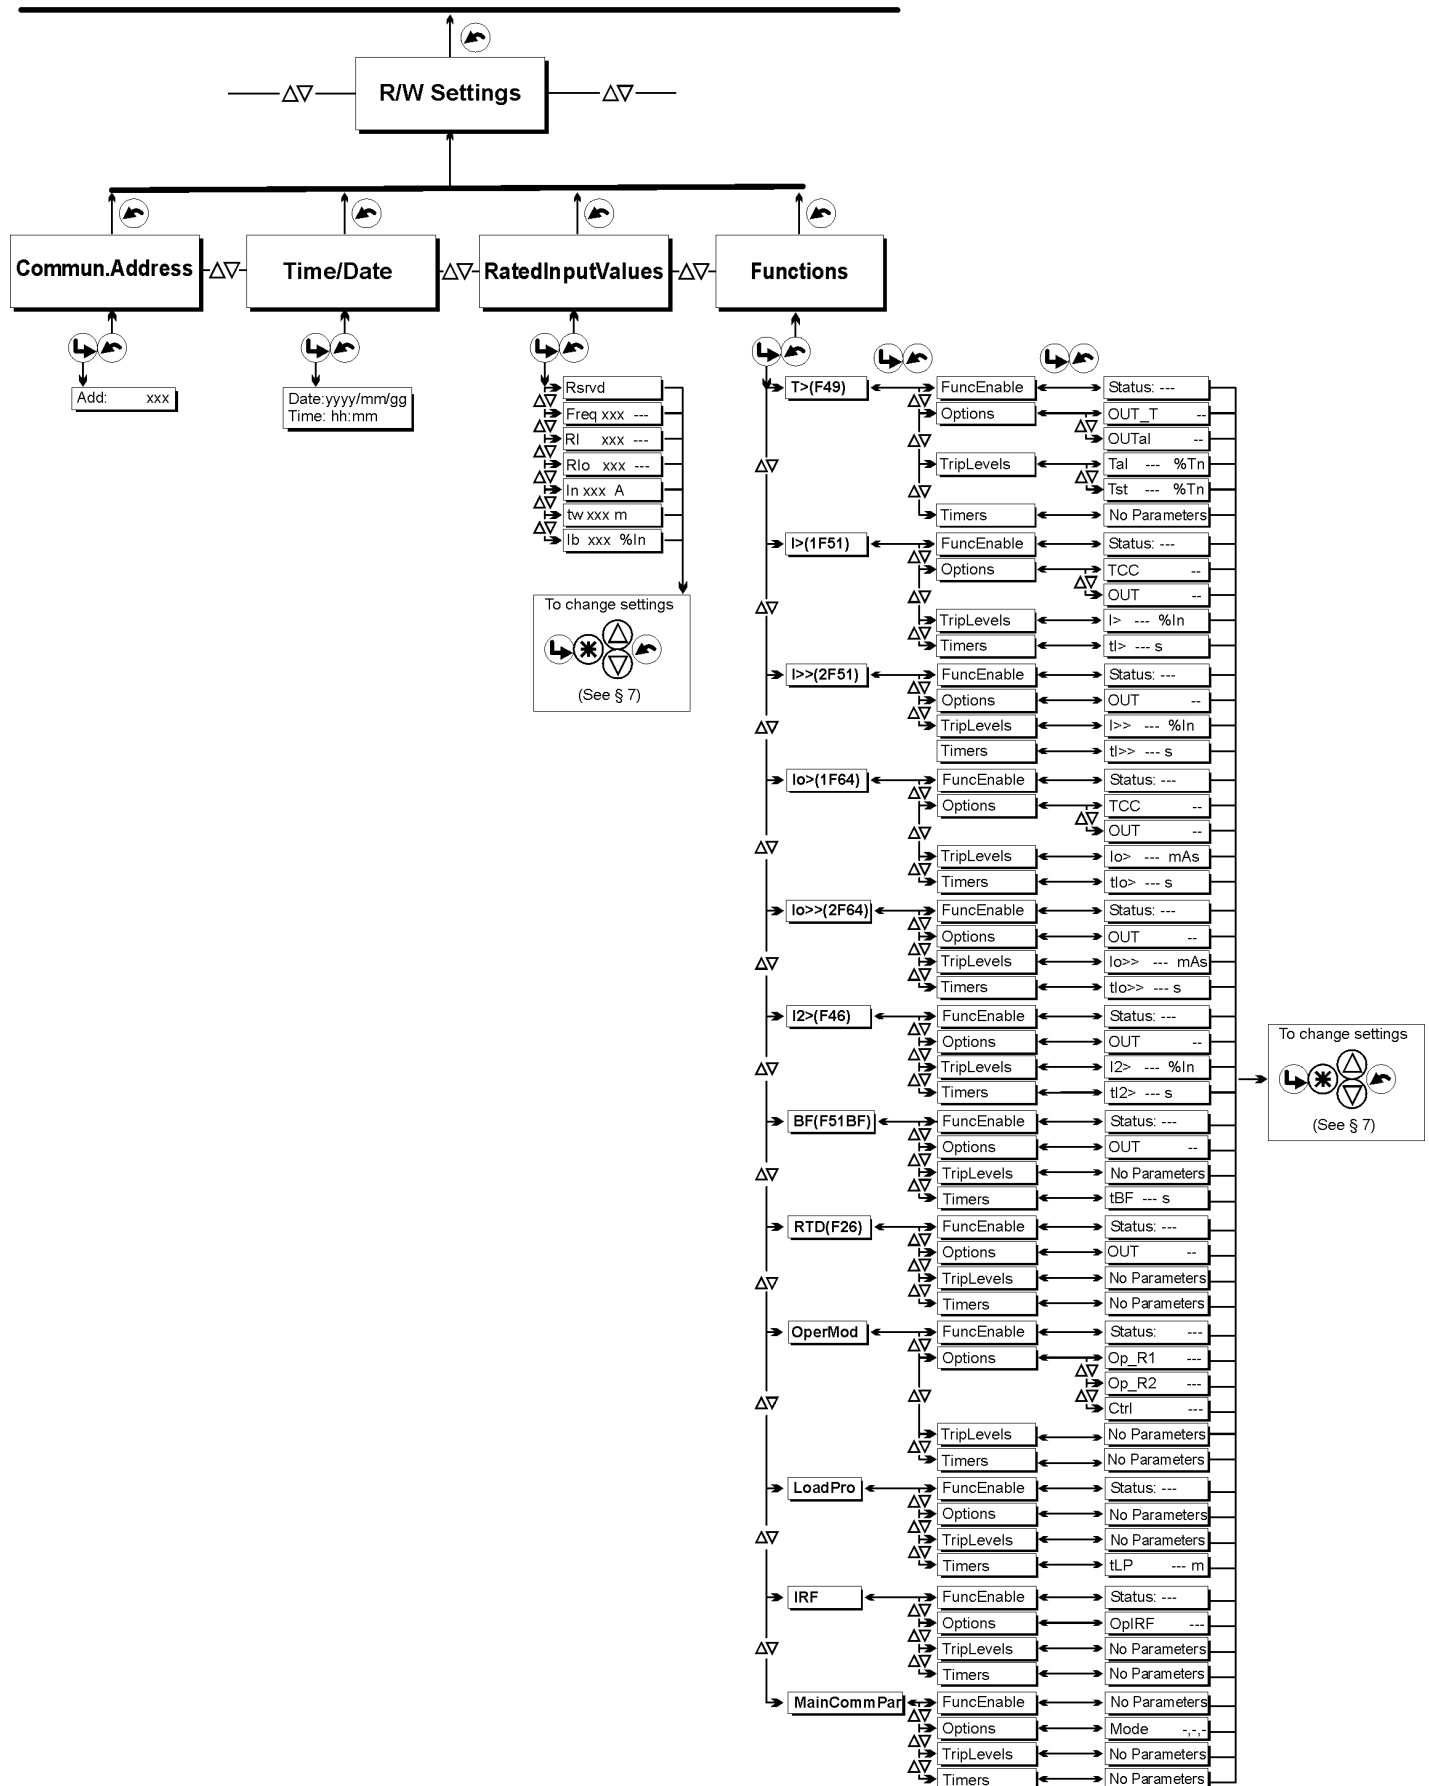 R/W Settings
Commun.Address
Time/Date
RatedInputValues
Functions
Add: xxx
Date:yyyy/mm/gg
Time: hh:mm
Rsrvd
Freq xxx ---
RI xxx ---
RIo xxx ---
In xxx A
tw xxx m
Ib xxx %In
To change settings
(See § 7)
T>(F49)
FuncEnable
Status: ---
Options
OUT_T --
OUTal --
TripLevels
Tal --- %Tn
Tst --- %Tn
Timers
No Parameters
I>(1F51)
FuncEnable
Status: ---
Options
TCC --
OUT --
TripLevels
I> --- %In
Timers
tI> --- s
I>>(2F51)
FuncEnable
Status: ---
Options
OUT --
TripLevels
I>> --- %In
Timers
tI>> --- s
Io>(1F64)
FuncEnable
Status: ---
Options
TCC --
OUT --
TripLevels
Io> --- mAs
Timers
tIo> --- s
Io>>(2F64)
FuncEnable
Status: ---
Options
OUT --
TripLevels
Io>> --- mAs
Timers
tIo>> --- s
I2>(F46)
FuncEnable
Status: ---
Options
OUT --
TripLevels
I2> --- %In
Timers
tI2> --- s
BF(F51BF)
FuncEnable
Status: ---
Options
OUT --
TripLevels
No Parameters
Timers
tBF --- s
RTD(F26)
FuncEnable
Status: ---
Options
OUT --
TripLevels
No Parameters
Timers
No Parameters
OperMod
FuncEnable
Status: ---
Options
Op_R1 ---
Op_R2 ---
Ctrl ---
TripLevels
No Parameters
Timers
No Parameters
LoadPro
FuncEnable
Status: ---
Options
No Parameters
TripLevels
No Parameters
Timers
tLP --- m
IRF
FuncEnable
Status: ---
Options
OpIRF ---
TripLevels
No Parameters
Timers
No Parameters
MainCommPar
FuncEnable
No Parameters
Options
Mode -,-,-
TripLevels
No Parameters
Timers
No Parameters
To change settings
(See § 7)